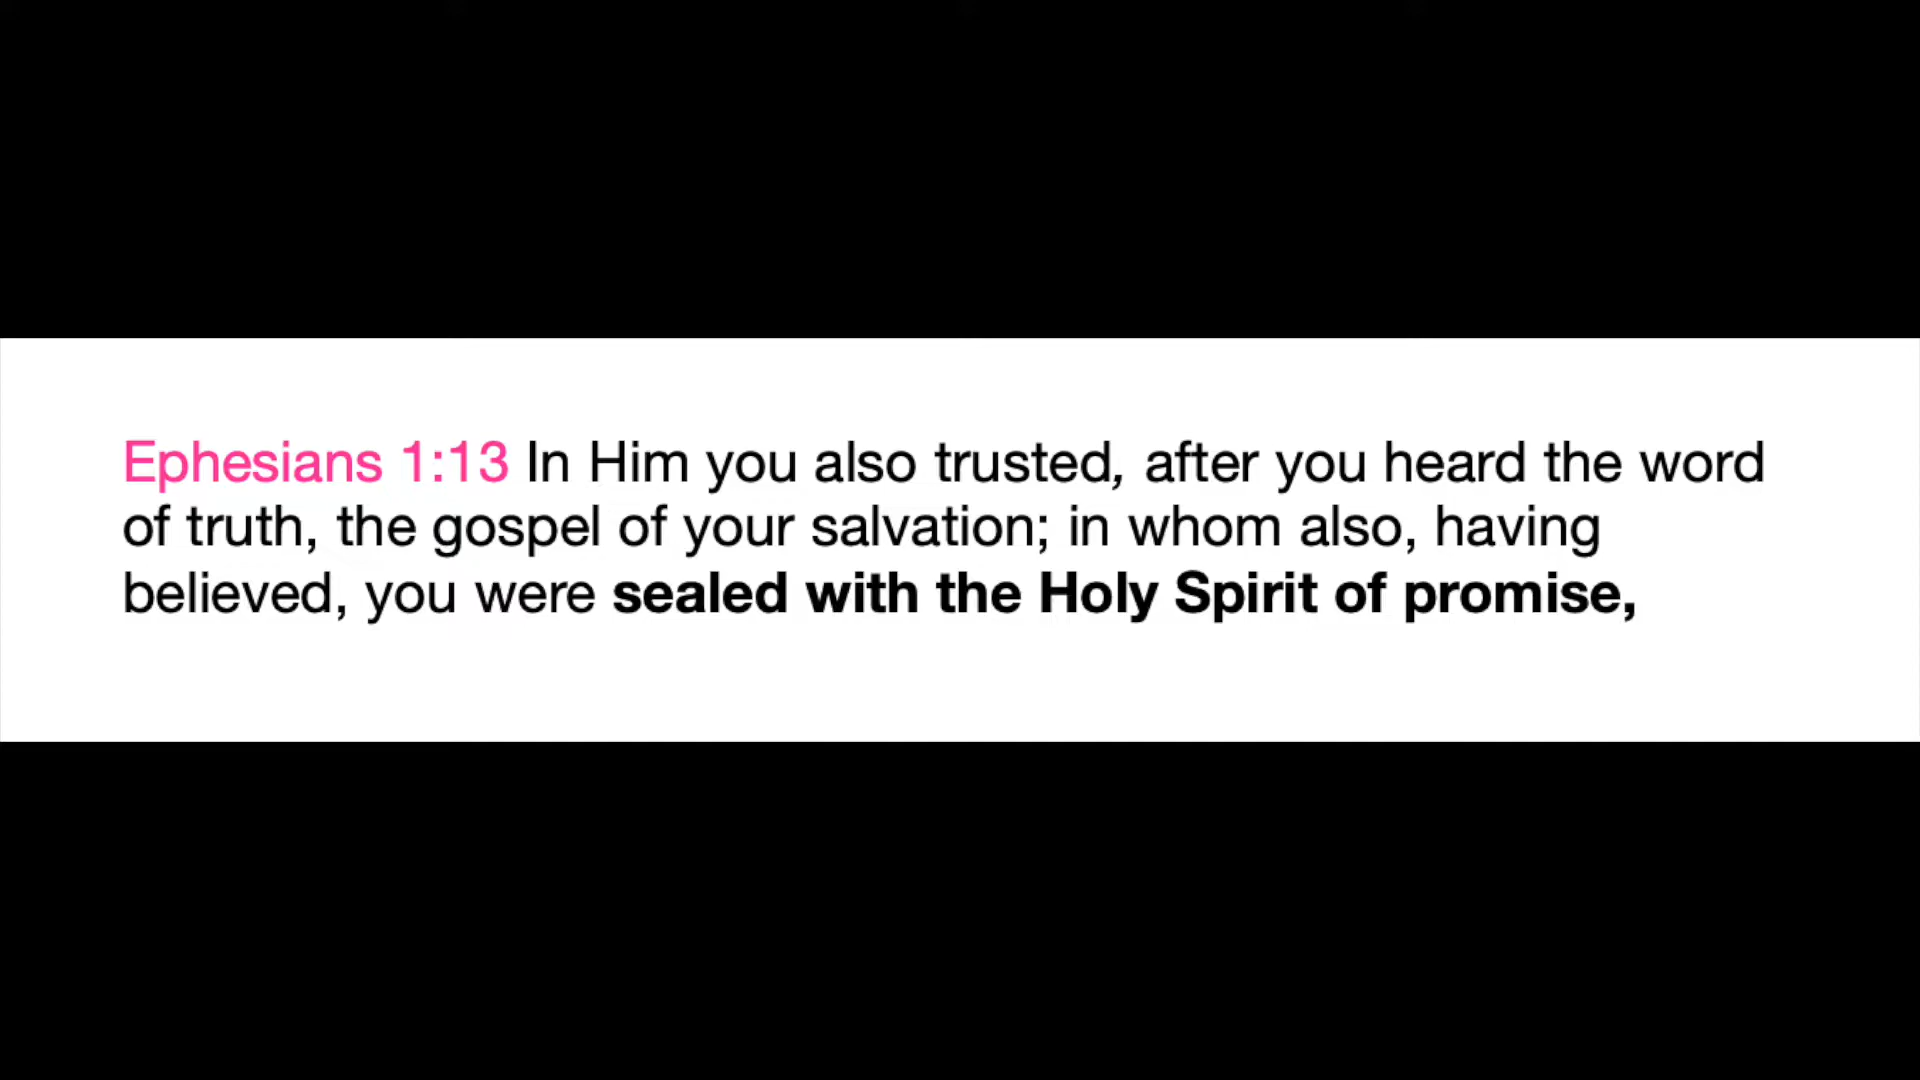 Ephesians 1:13 In Him you also trusted, after you heard the word
of truth, the gospel of your salvation; in whom also, having
believed, you were sealed with the Holy Spirit of promise,